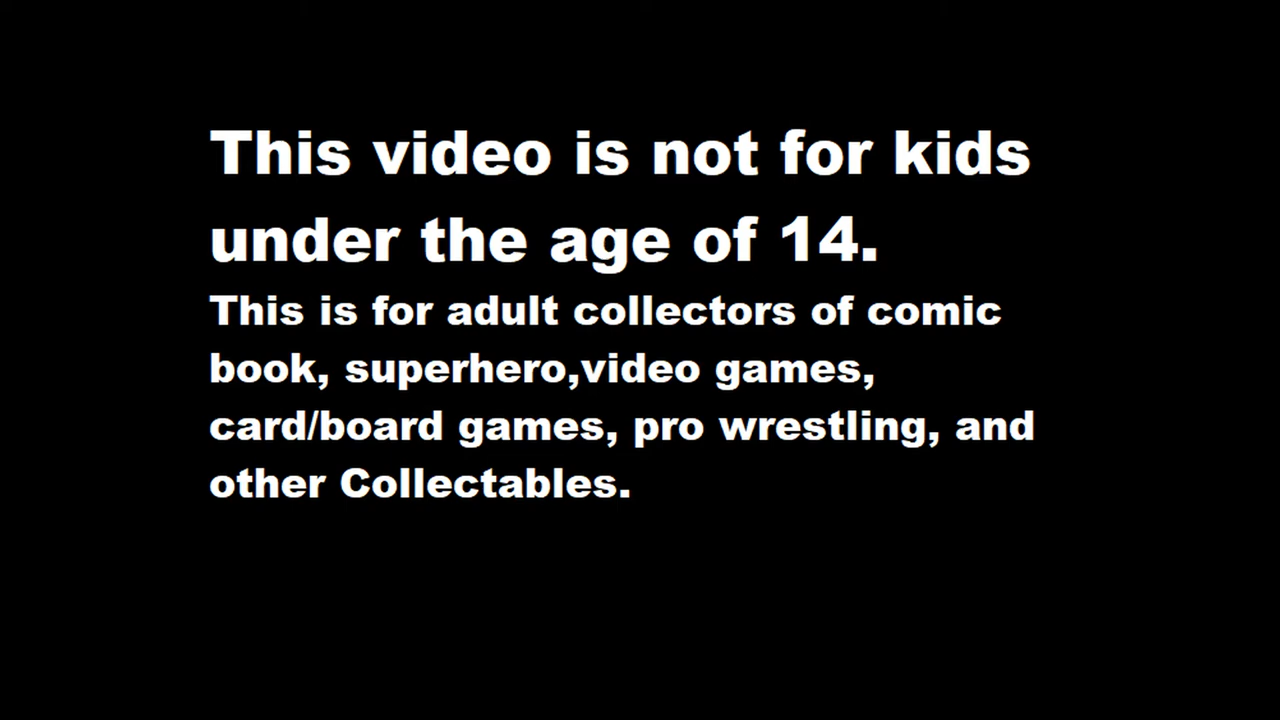 This video is not for kids
under the age of 14.
This is for adult collectors of comic
book, superhero,video games,
card/board games, pro wrestling, and
other Collectables.